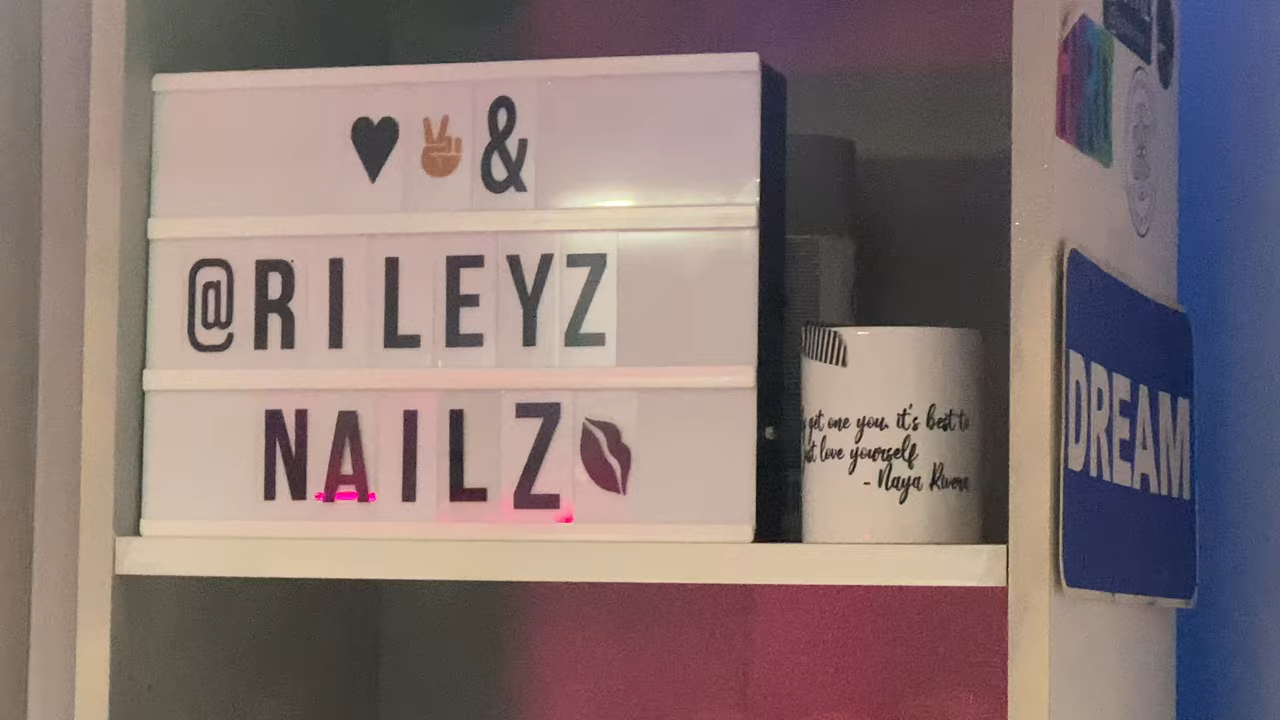 ♥ ✌🏽 &
@RILEYZ
NAILZ 💋
get one you. it's best to
love yourself
- Naya Rivera
DREAM